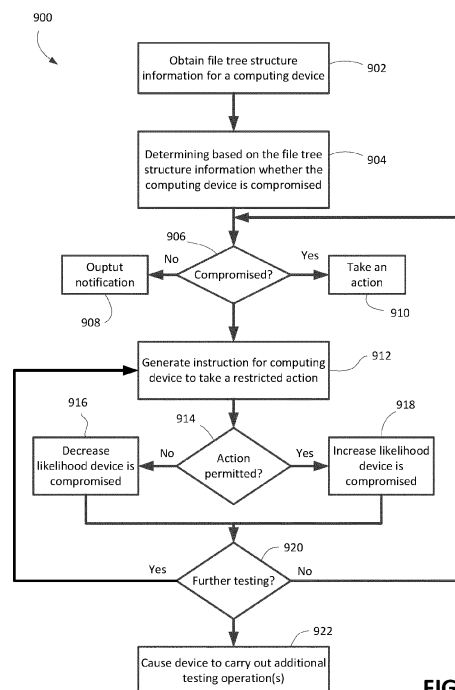 900
Obtain file tree structure
information for a computing device
902
Determining based on the file tree
structure information whether the
computing device is compromised
904
906
No
Compromised?
Yes
Ouptut
notification
908
Take an
action
910
Generate instruction for computing
device to take a restricted action
912
914
916
918
Decrease
likelihood device is
compromised
No
Action
permitted?
Yes
Increase likelihood
device is
compromised
920
Yes
Further testing?
No
922
Cause device to carry out additional
testing operation(s)
FIG